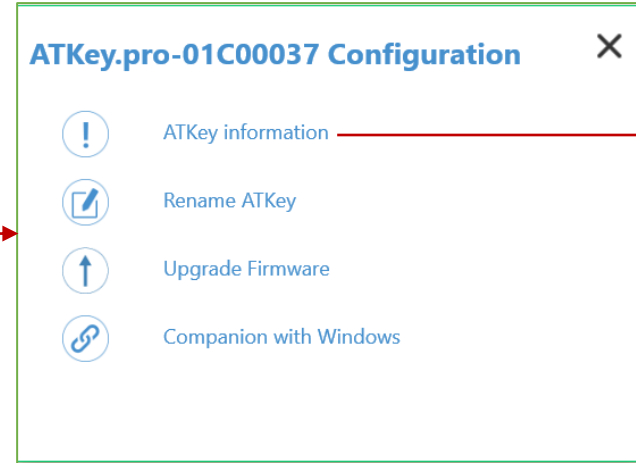 ATKey.pro-01C00037 Configuration
ATKey information
Rename ATKey
Upgrade Firmware
Companion with Windows